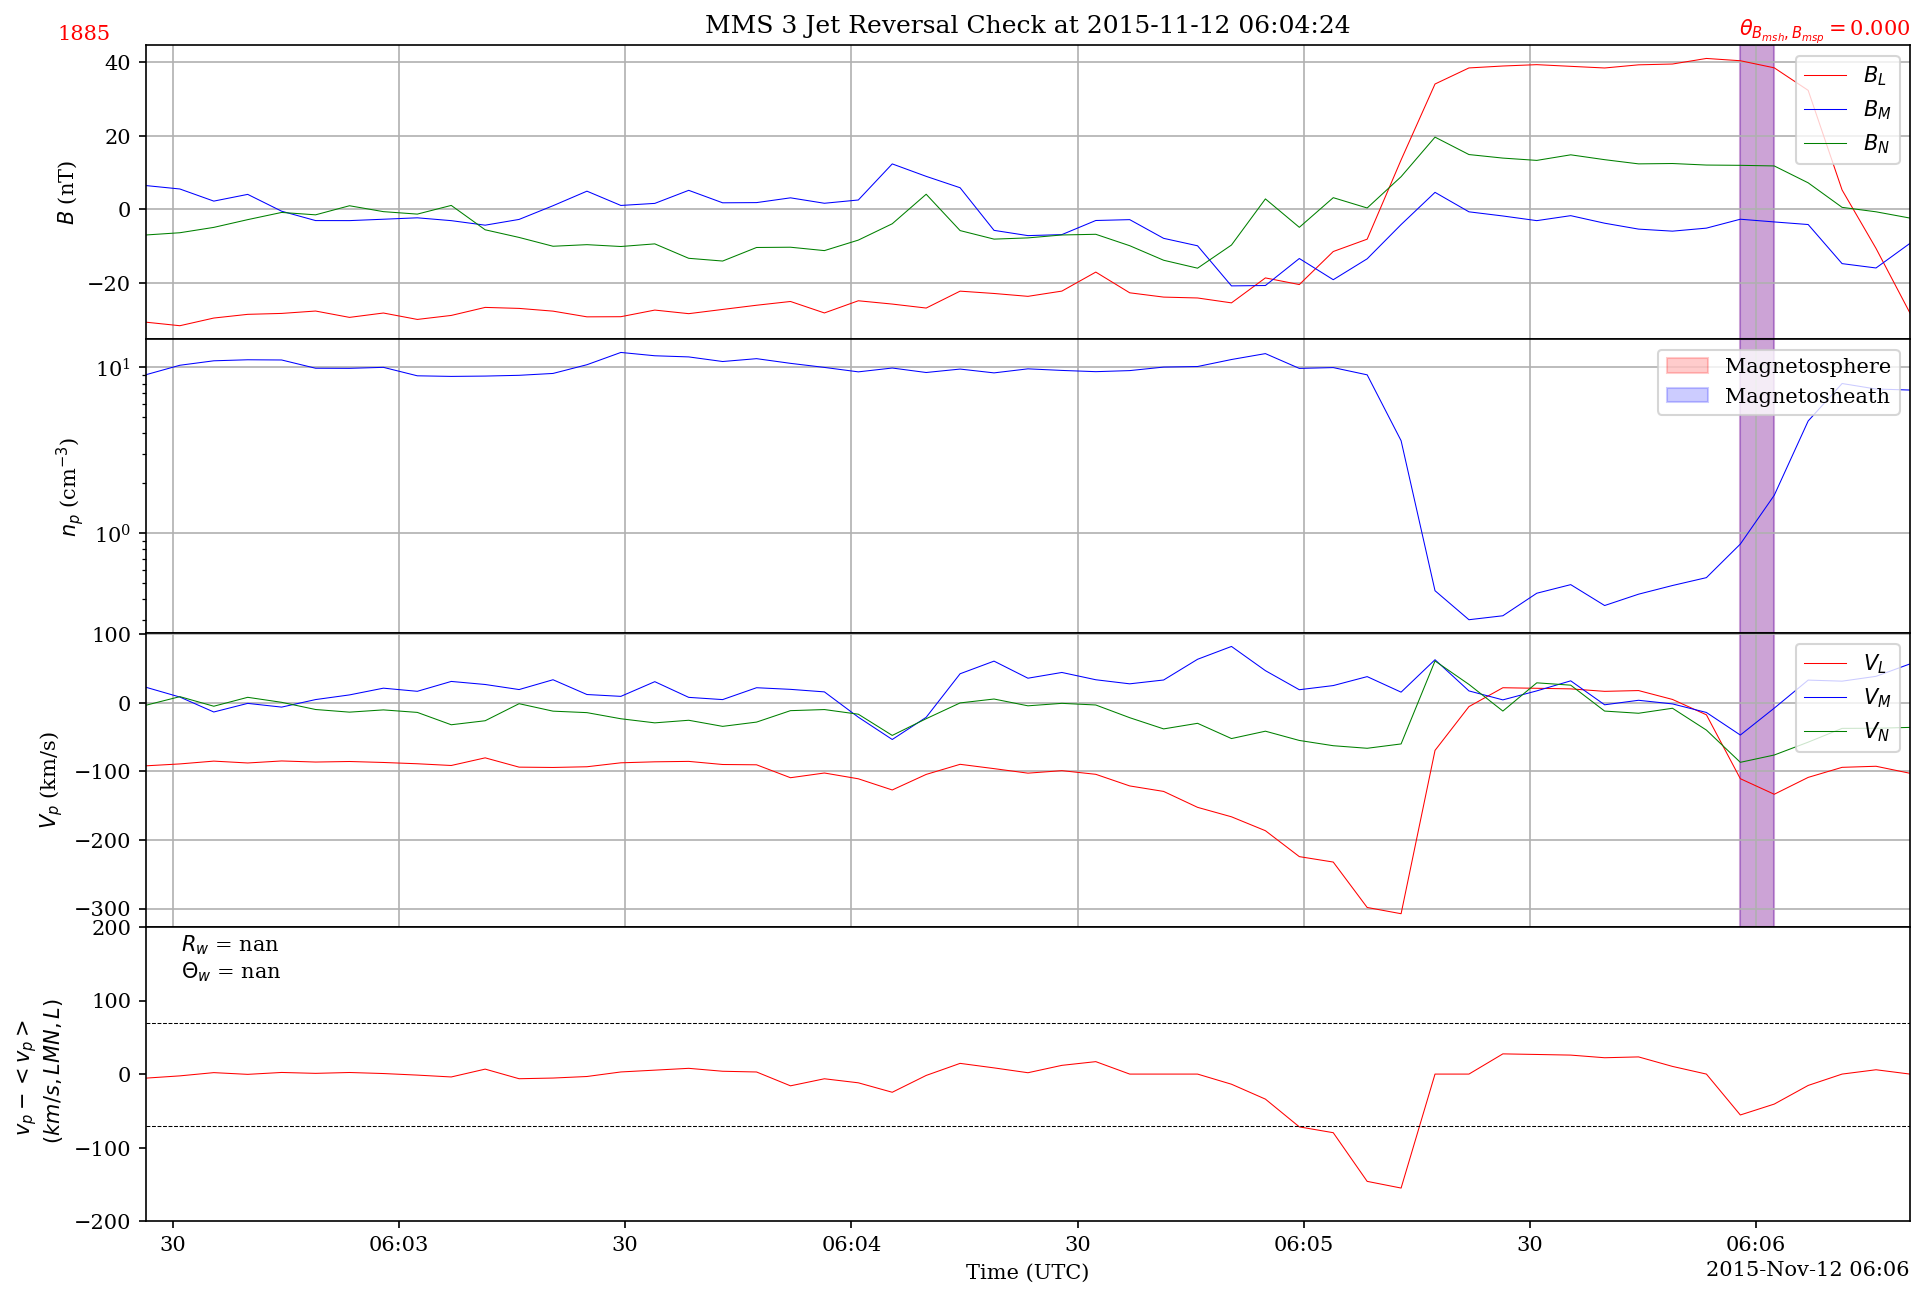 1885
MMS 3 Jet Reversal Check at 2015-11-12 06:04:24
θ_{B_{msh}, B_{msp}} = 0.000
40
20
0
−20
B (nT)
B_L
B_M
B_N
10^1
10^0
n_p (cm^{−3})
Magnetosphere
Magnetosheath
100
0
−100
−200
−300
V_p (km/s)
V_L
V_M
V_N
200
100
0
−100
−200
v_p − < v_p >
(km/s, LMN, L)
R_w = nan
Θ_w = nan
30
06:03
30
06:04
30
06:05
30
06:06
Time (UTC)
2015-Nov-12 06:06